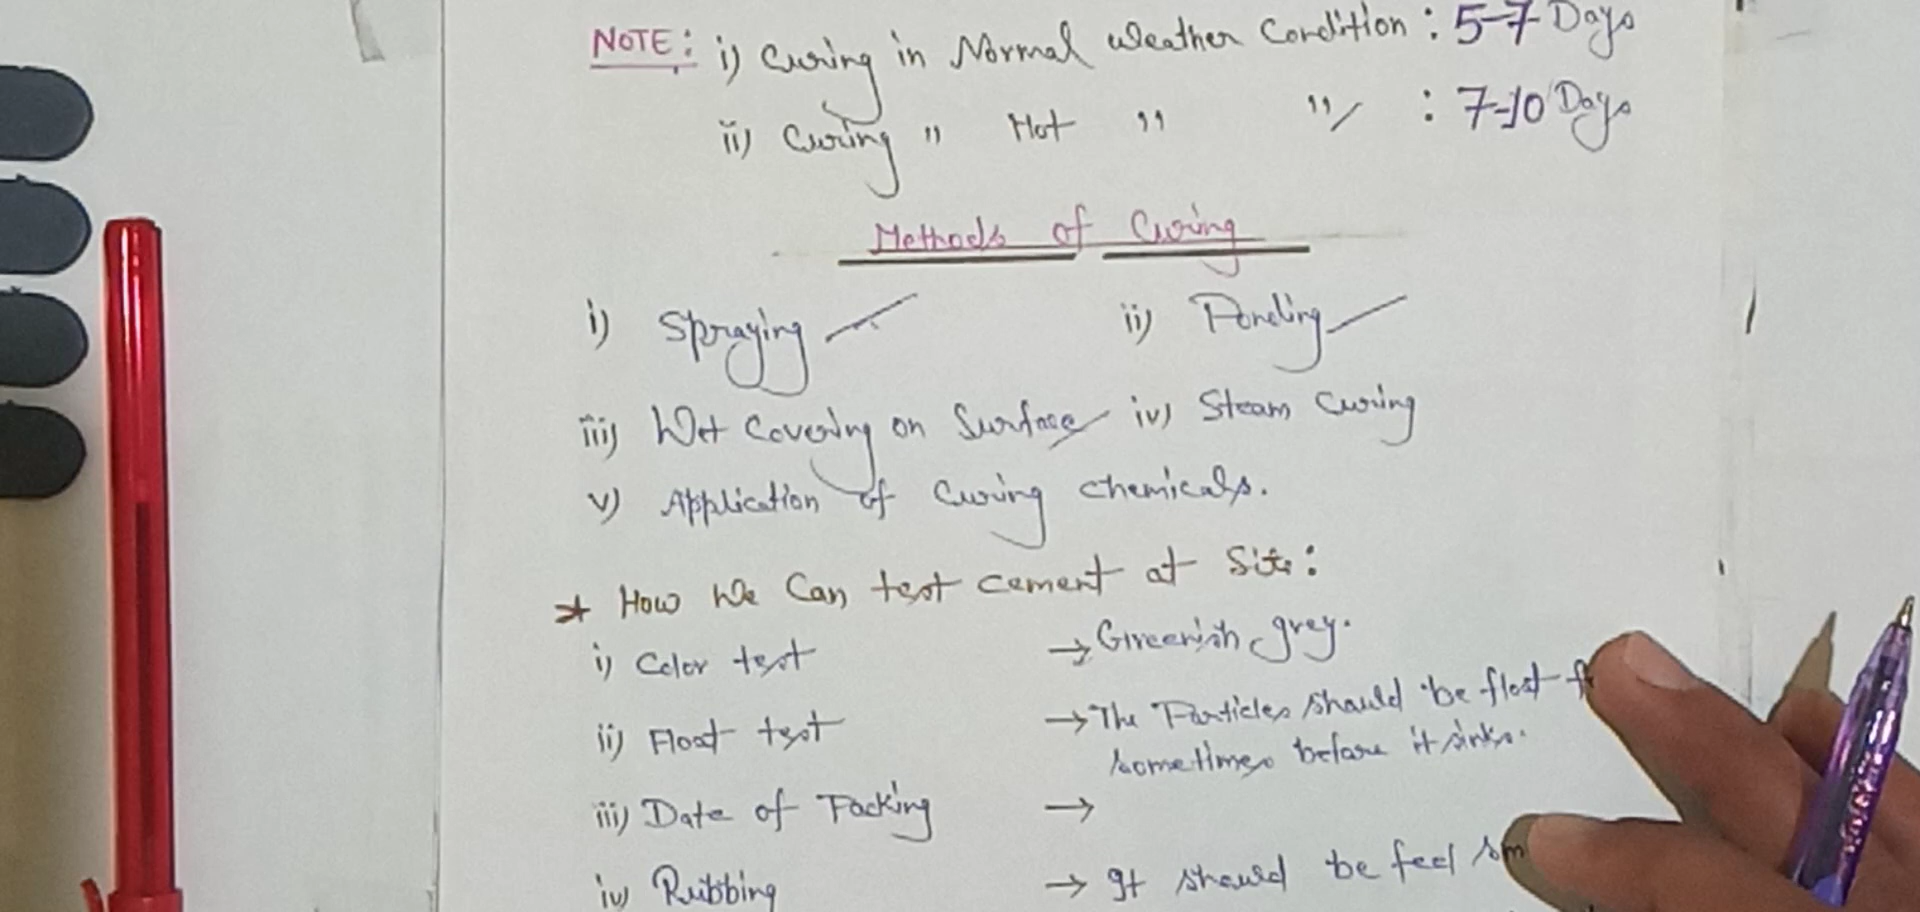 NOTE: i) Curing in Normal Weather Condition : 5-7 Days
ii) Curing " Hot " " : 7-10 Days
Methods of Curing
i) Spraying ii) Ponding
iii) Wet Covering on Surface iv) Steam Curing
v) Application of Curing Chemicals.
* How We Can test cement at Site:
i) Color test → Greenish grey.
ii) Float test → The Particles should be float
sometimes before it sinks.
iii) Date of Packing →
iv) Rubbing → It should be feel